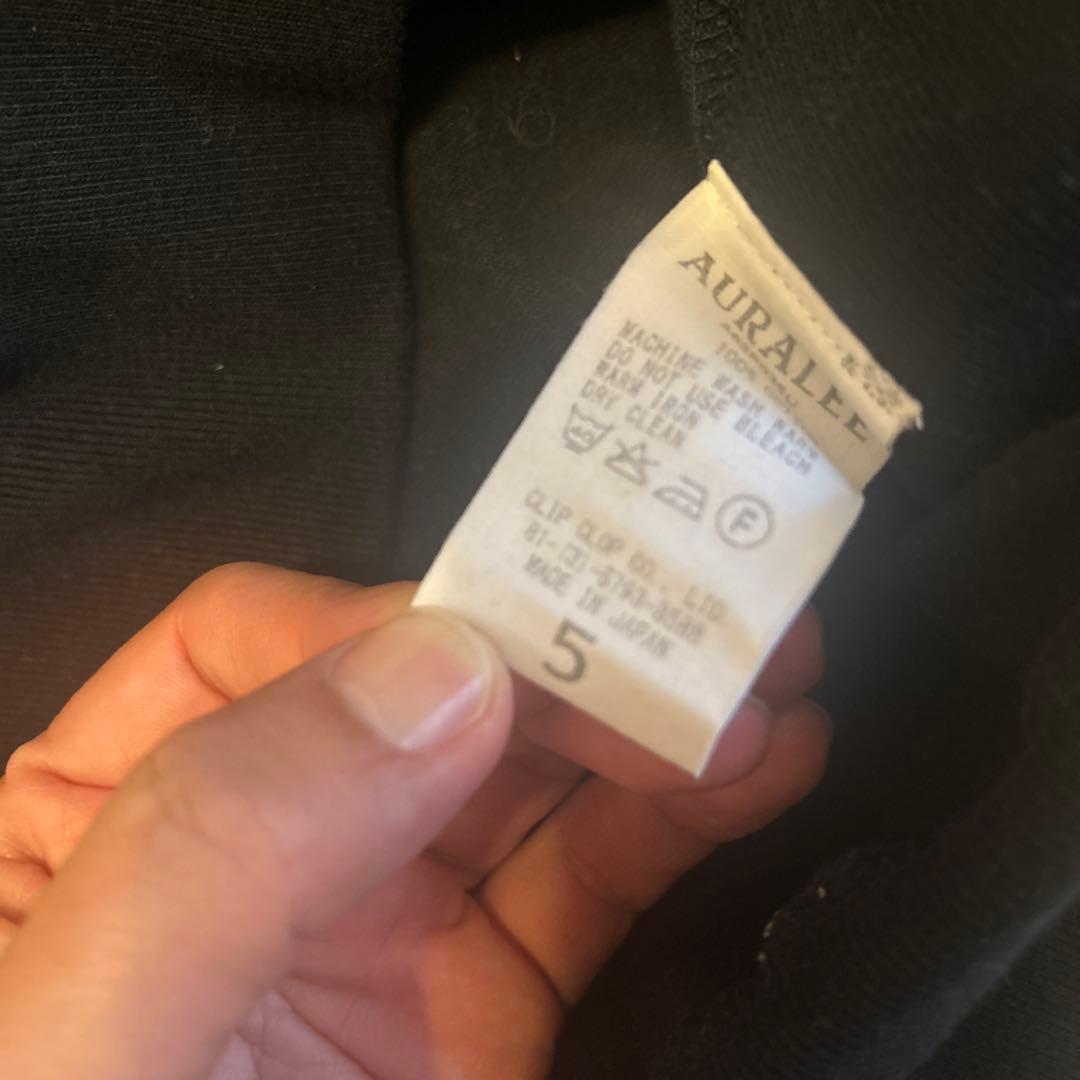 AURALEE
100%
MACHINE WASH WARM
DO NOT USE BLEACH
WARM IRON
DRY CLEAN
F
CLIP CLOP CO., LTD.
MADE IN JAPAN
5